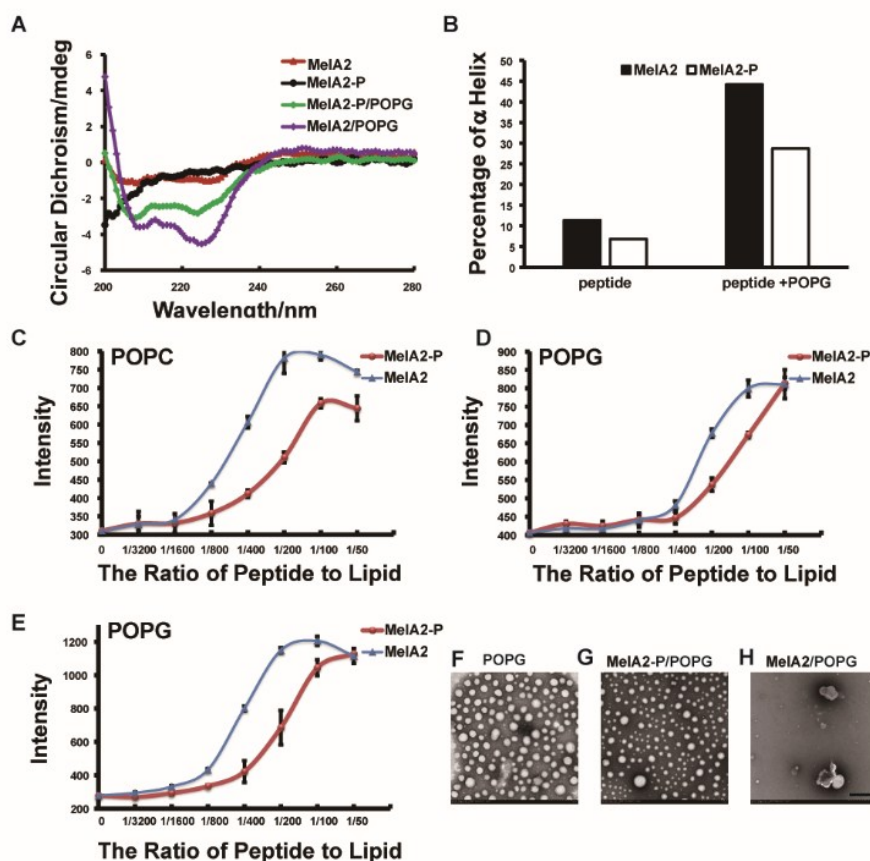 A
Circular Dichroism/mdeg
6
4
2
0
-2
-4
-6
200
220
240
260
280
Wavelength/nm
MelA2
MelA2-P
MelA2-P/POPG
MelA2/POPG
B
Percentage of α Helix
50
45
40
35
30
25
20
15
10
5
0
MelA2 MelA2-P
peptide
peptide +POPG
C
POPC
Intensity
800
750
700
650
600
550
500
450
400
350
300
0 1/3200 1/1600 1/800 1/400 1/200 1/100 1/50
The Ratio of Peptide to Lipid
MelA2-P
MelA2
D
POPG
Intensity
900
850
800
750
700
650
600
550
500
450
400
0 1/3200 1/1600 1/800 1/400 1/200 1/100 1/50
The Ratio of Peptide to Lipid
MelA2-P
MelA2
E
POPG
Intensity
1200
1000
800
600
400
200
0 1/3200 1/1600 1/800 1/400 1/200 1/100 1/50
The Ratio of Peptide to Lipid
MelA2-P
MelA2
F
POPG
G
MelA2-P/POPG
H
MelA2/POPG